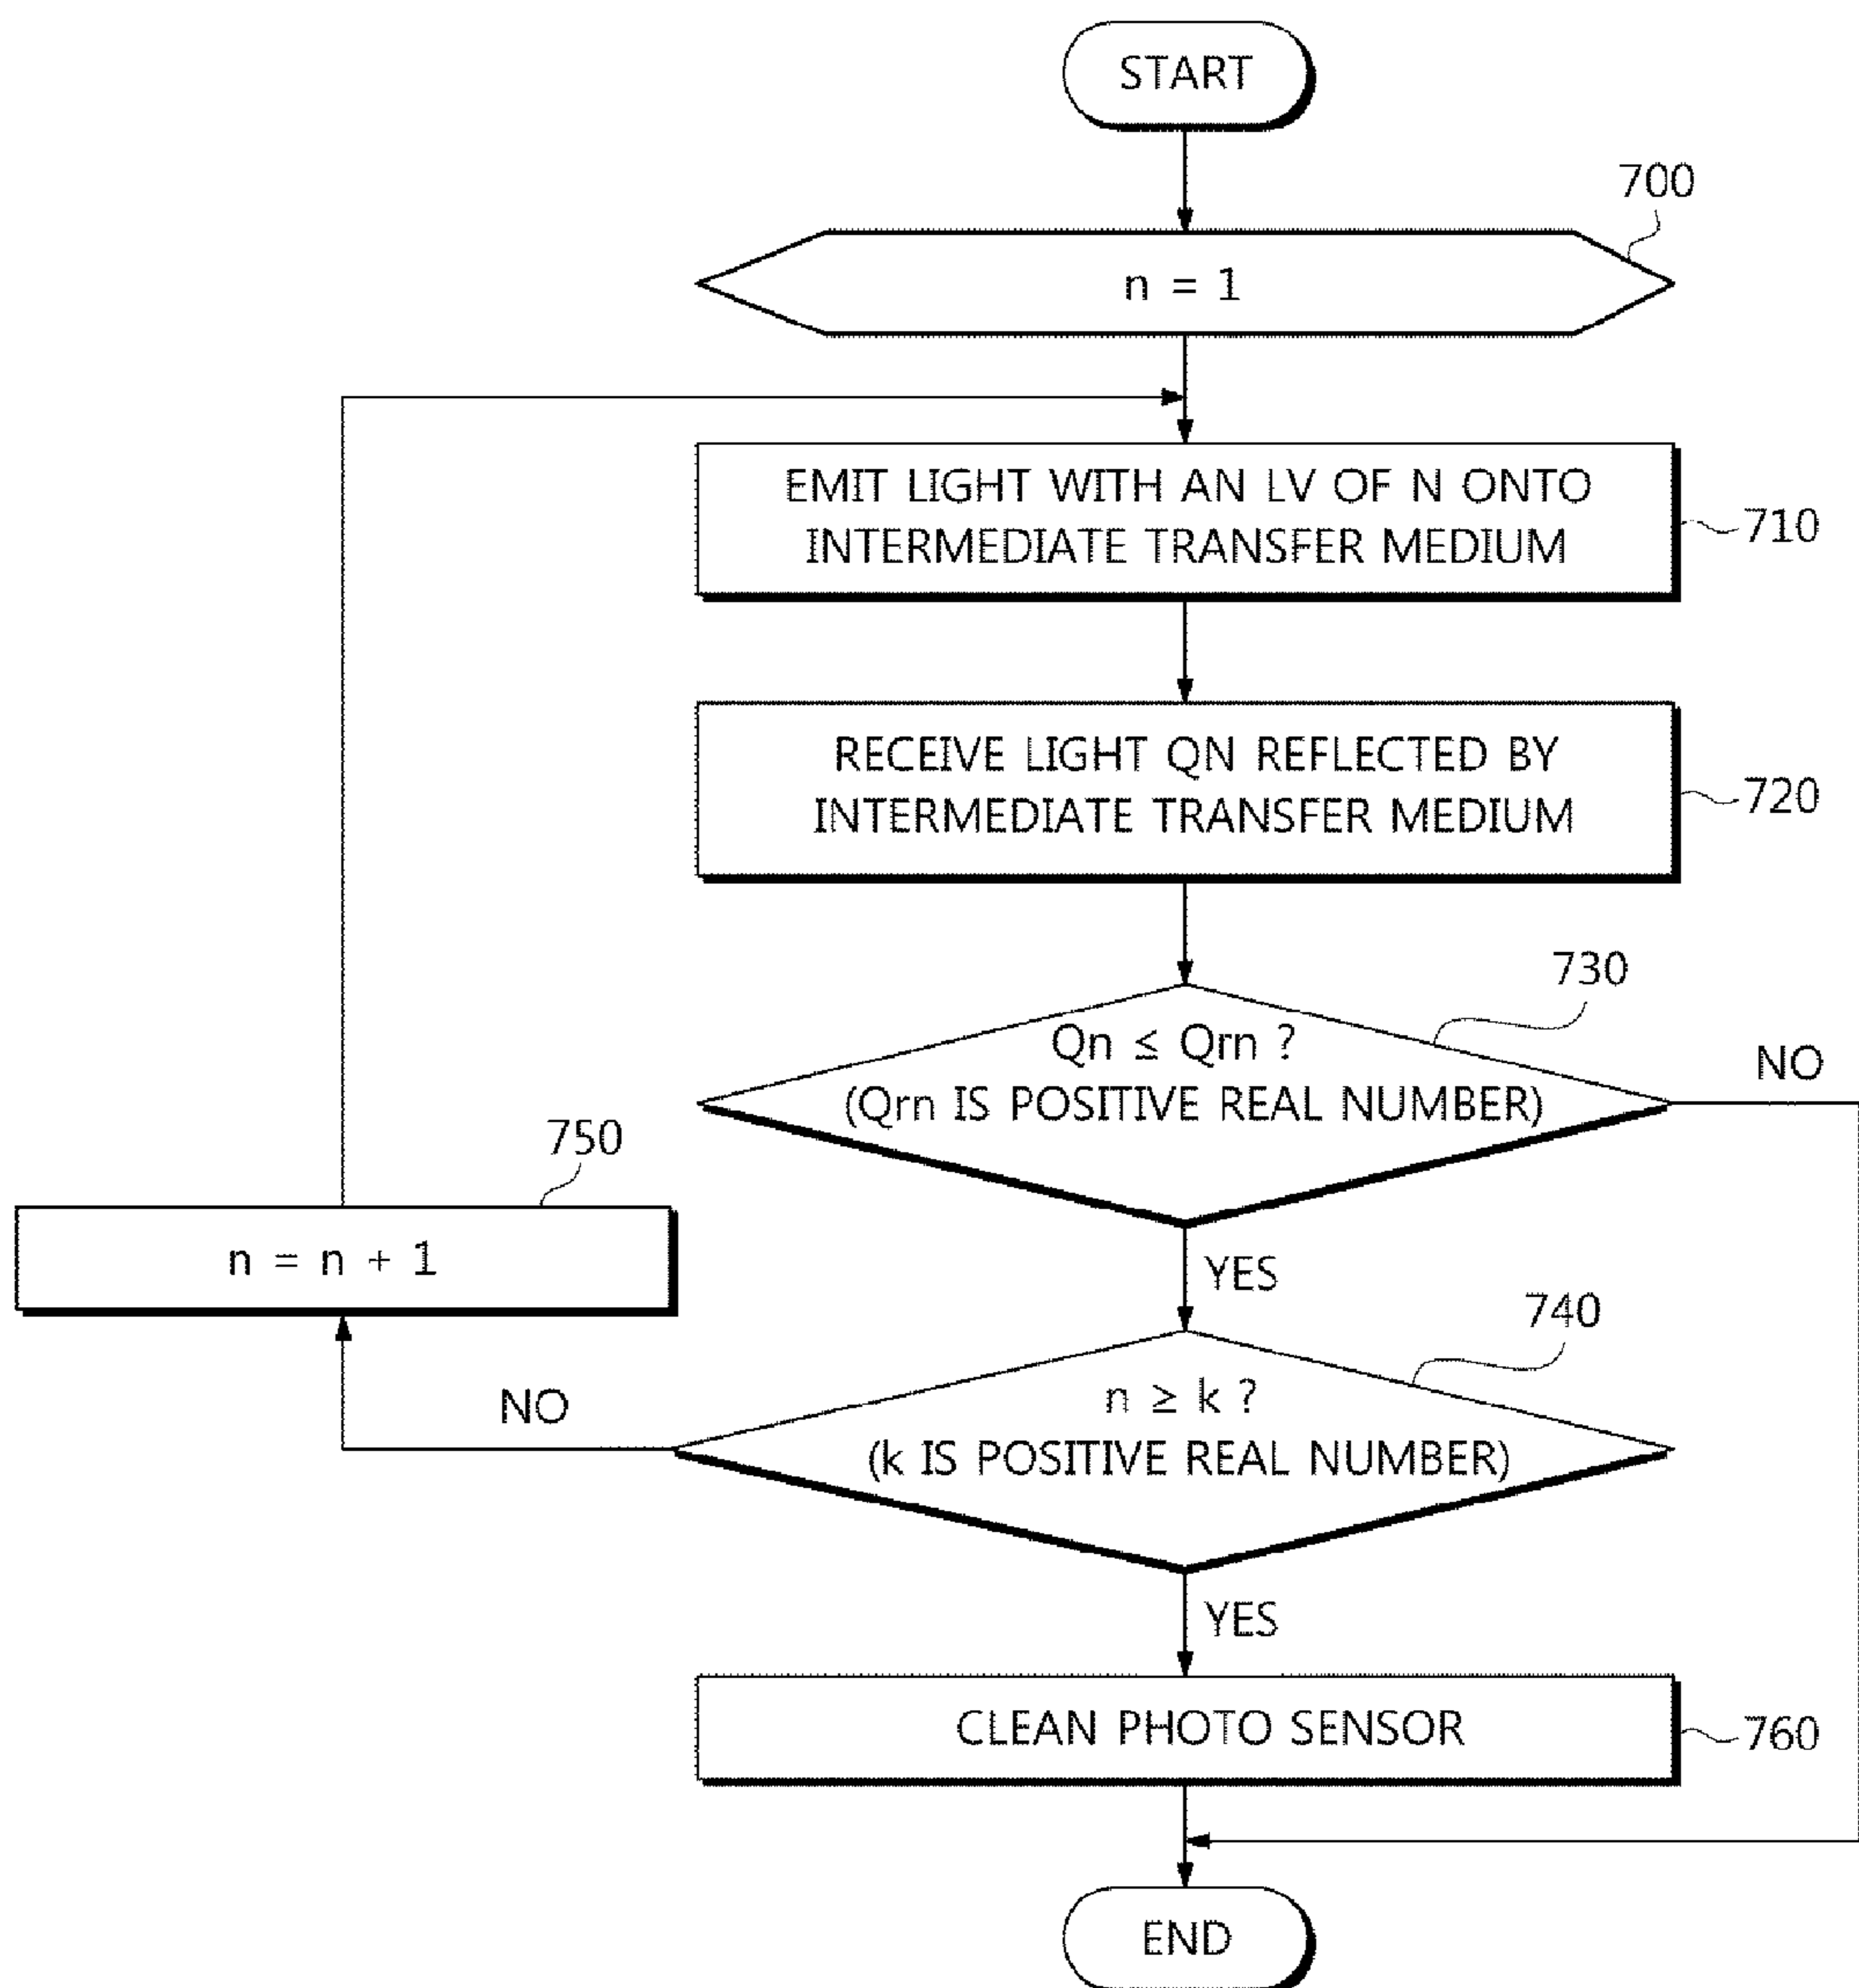 START
700
n = 1
EMIT LIGHT WITH AN LV OF N ONTO
INTERMEDIATE TRANSFER MEDIUM
710
RECEIVE LIGHT QN REFLECTED BY
INTERMEDIATE TRANSFER MEDIUM
720
730
Qn ≤ Qrn ?
(Qrn IS POSITIVE REAL NUMBER)
NO
750
n = n + 1
YES
740
n ≥ k ?
(k IS POSITIVE REAL NUMBER)
NO
YES
CLEAN PHOTO SENSOR
760
END